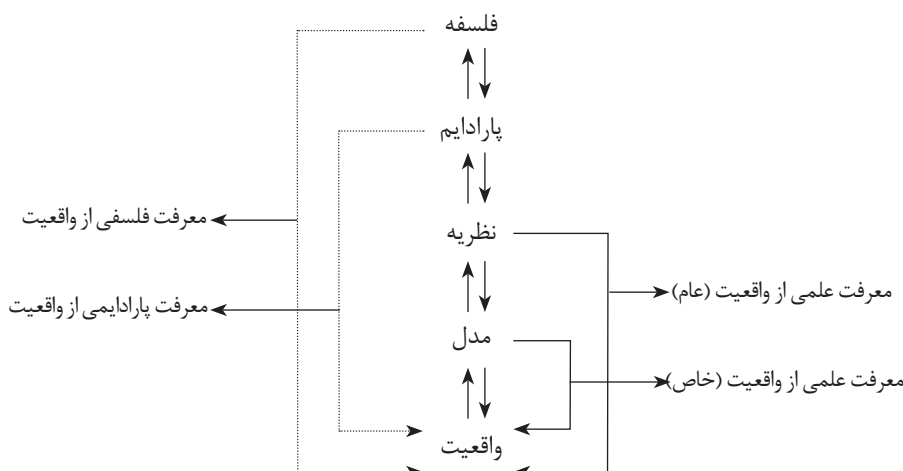 فلسفه
پارادایم
معرفت فلسفی از واقعیت
نظریه
معرفت علمی از واقعیت (عام)
معرفت پارادایمی از واقعیت
مدل
معرفت علمی از واقعیت (خاص)
واقعیت